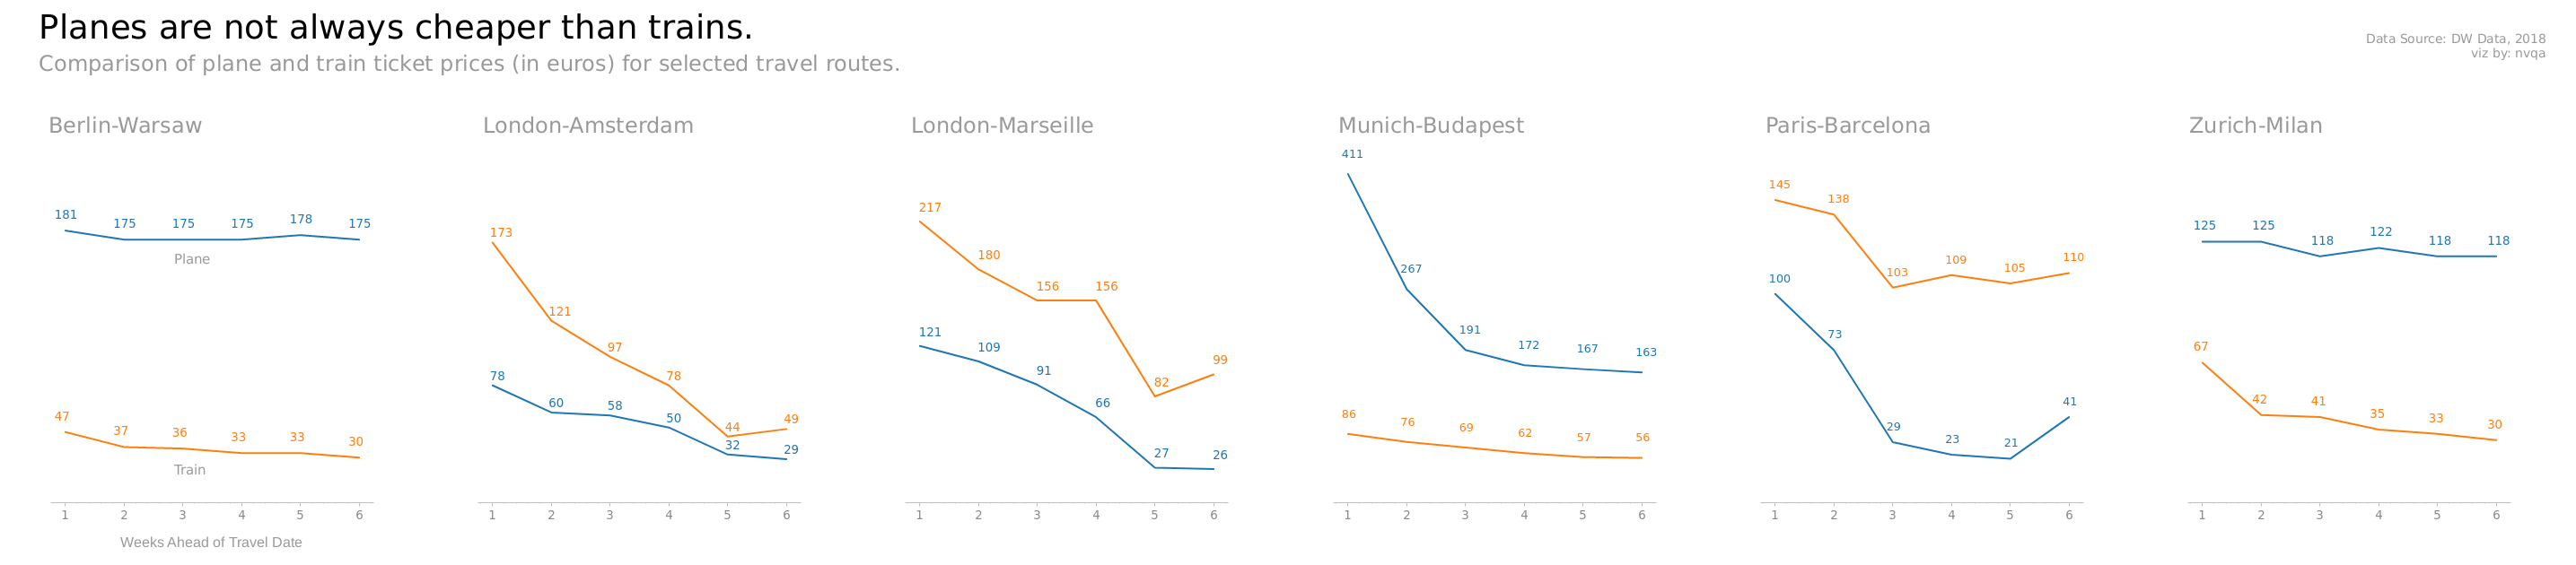 Planes are not always cheaper than trains.
Comparison of plane and train ticket prices (in euros) for selected travel routes.
Data Source: DW Data, 2018
viz by: nvqa
Berlin-Warsaw
181 175 175 175 178 175
Plane
47 37 36 33 33 30
Train
1 2 3 4 5 6
Weeks Ahead of Travel Date
London-Amsterdam
173 121 97 78 44 49
78 60 58 50 32 29
1 2 3 4 5 6
London-Marseille
217 180 156 156 82 99
121 109 91 66 27 26
1 2 3 4 5 6
Munich-Budapest
411 267 191 172 167 163
86 76 69 62 57 56
1 2 3 4 5 6
Paris-Barcelona
145 138 103 109 105 110
100 73 29 23 21 41
1 2 3 4 5 6
Zurich-Milan
125 125 118 122 118 118
67 42 41 35 33 30
1 2 3 4 5 6